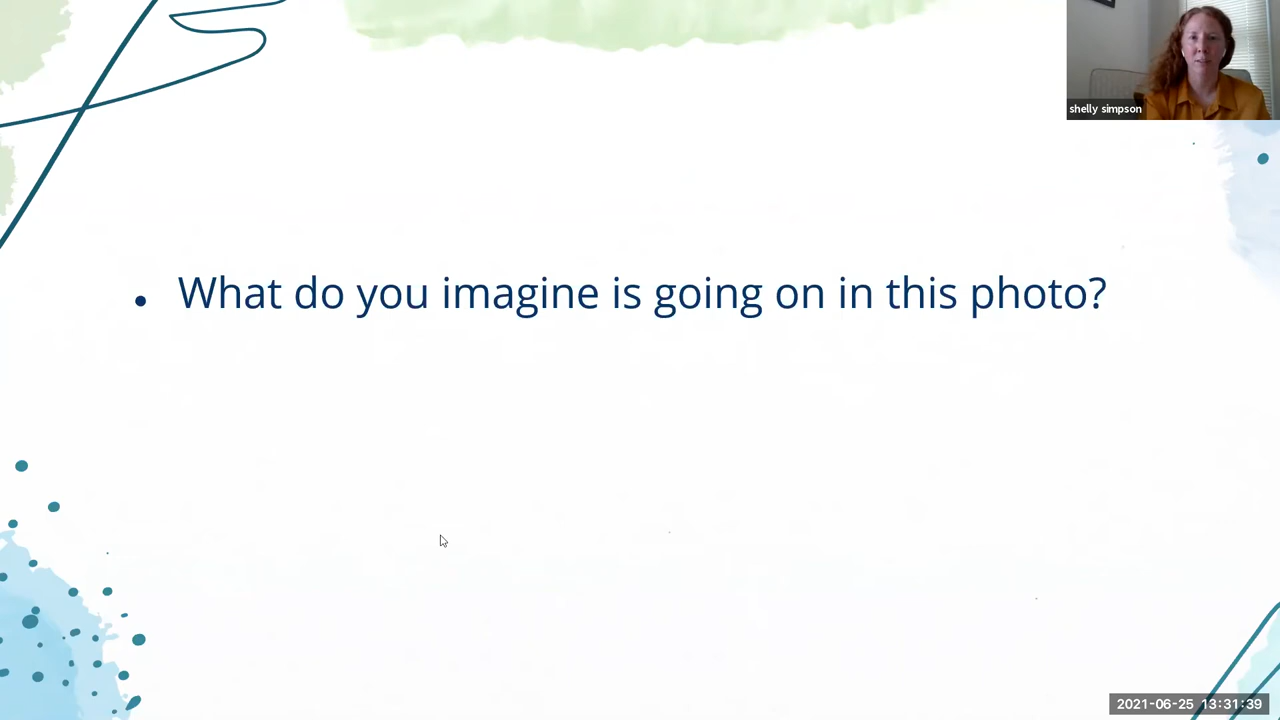 shelly simpson
• What do you imagine is going on in this photo?
2021-06-25 13:31:39